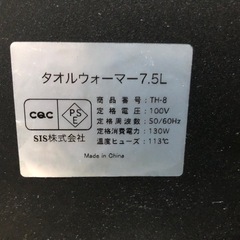 タオルウォーマー7.5L
CQC
PSE
SIS株式会社
商品番号: TH-8
定格電圧: 100V
定格周波数: 50/60Hz
定格消費電力: 130W
温度ヒューズ: 113℃
Made in China